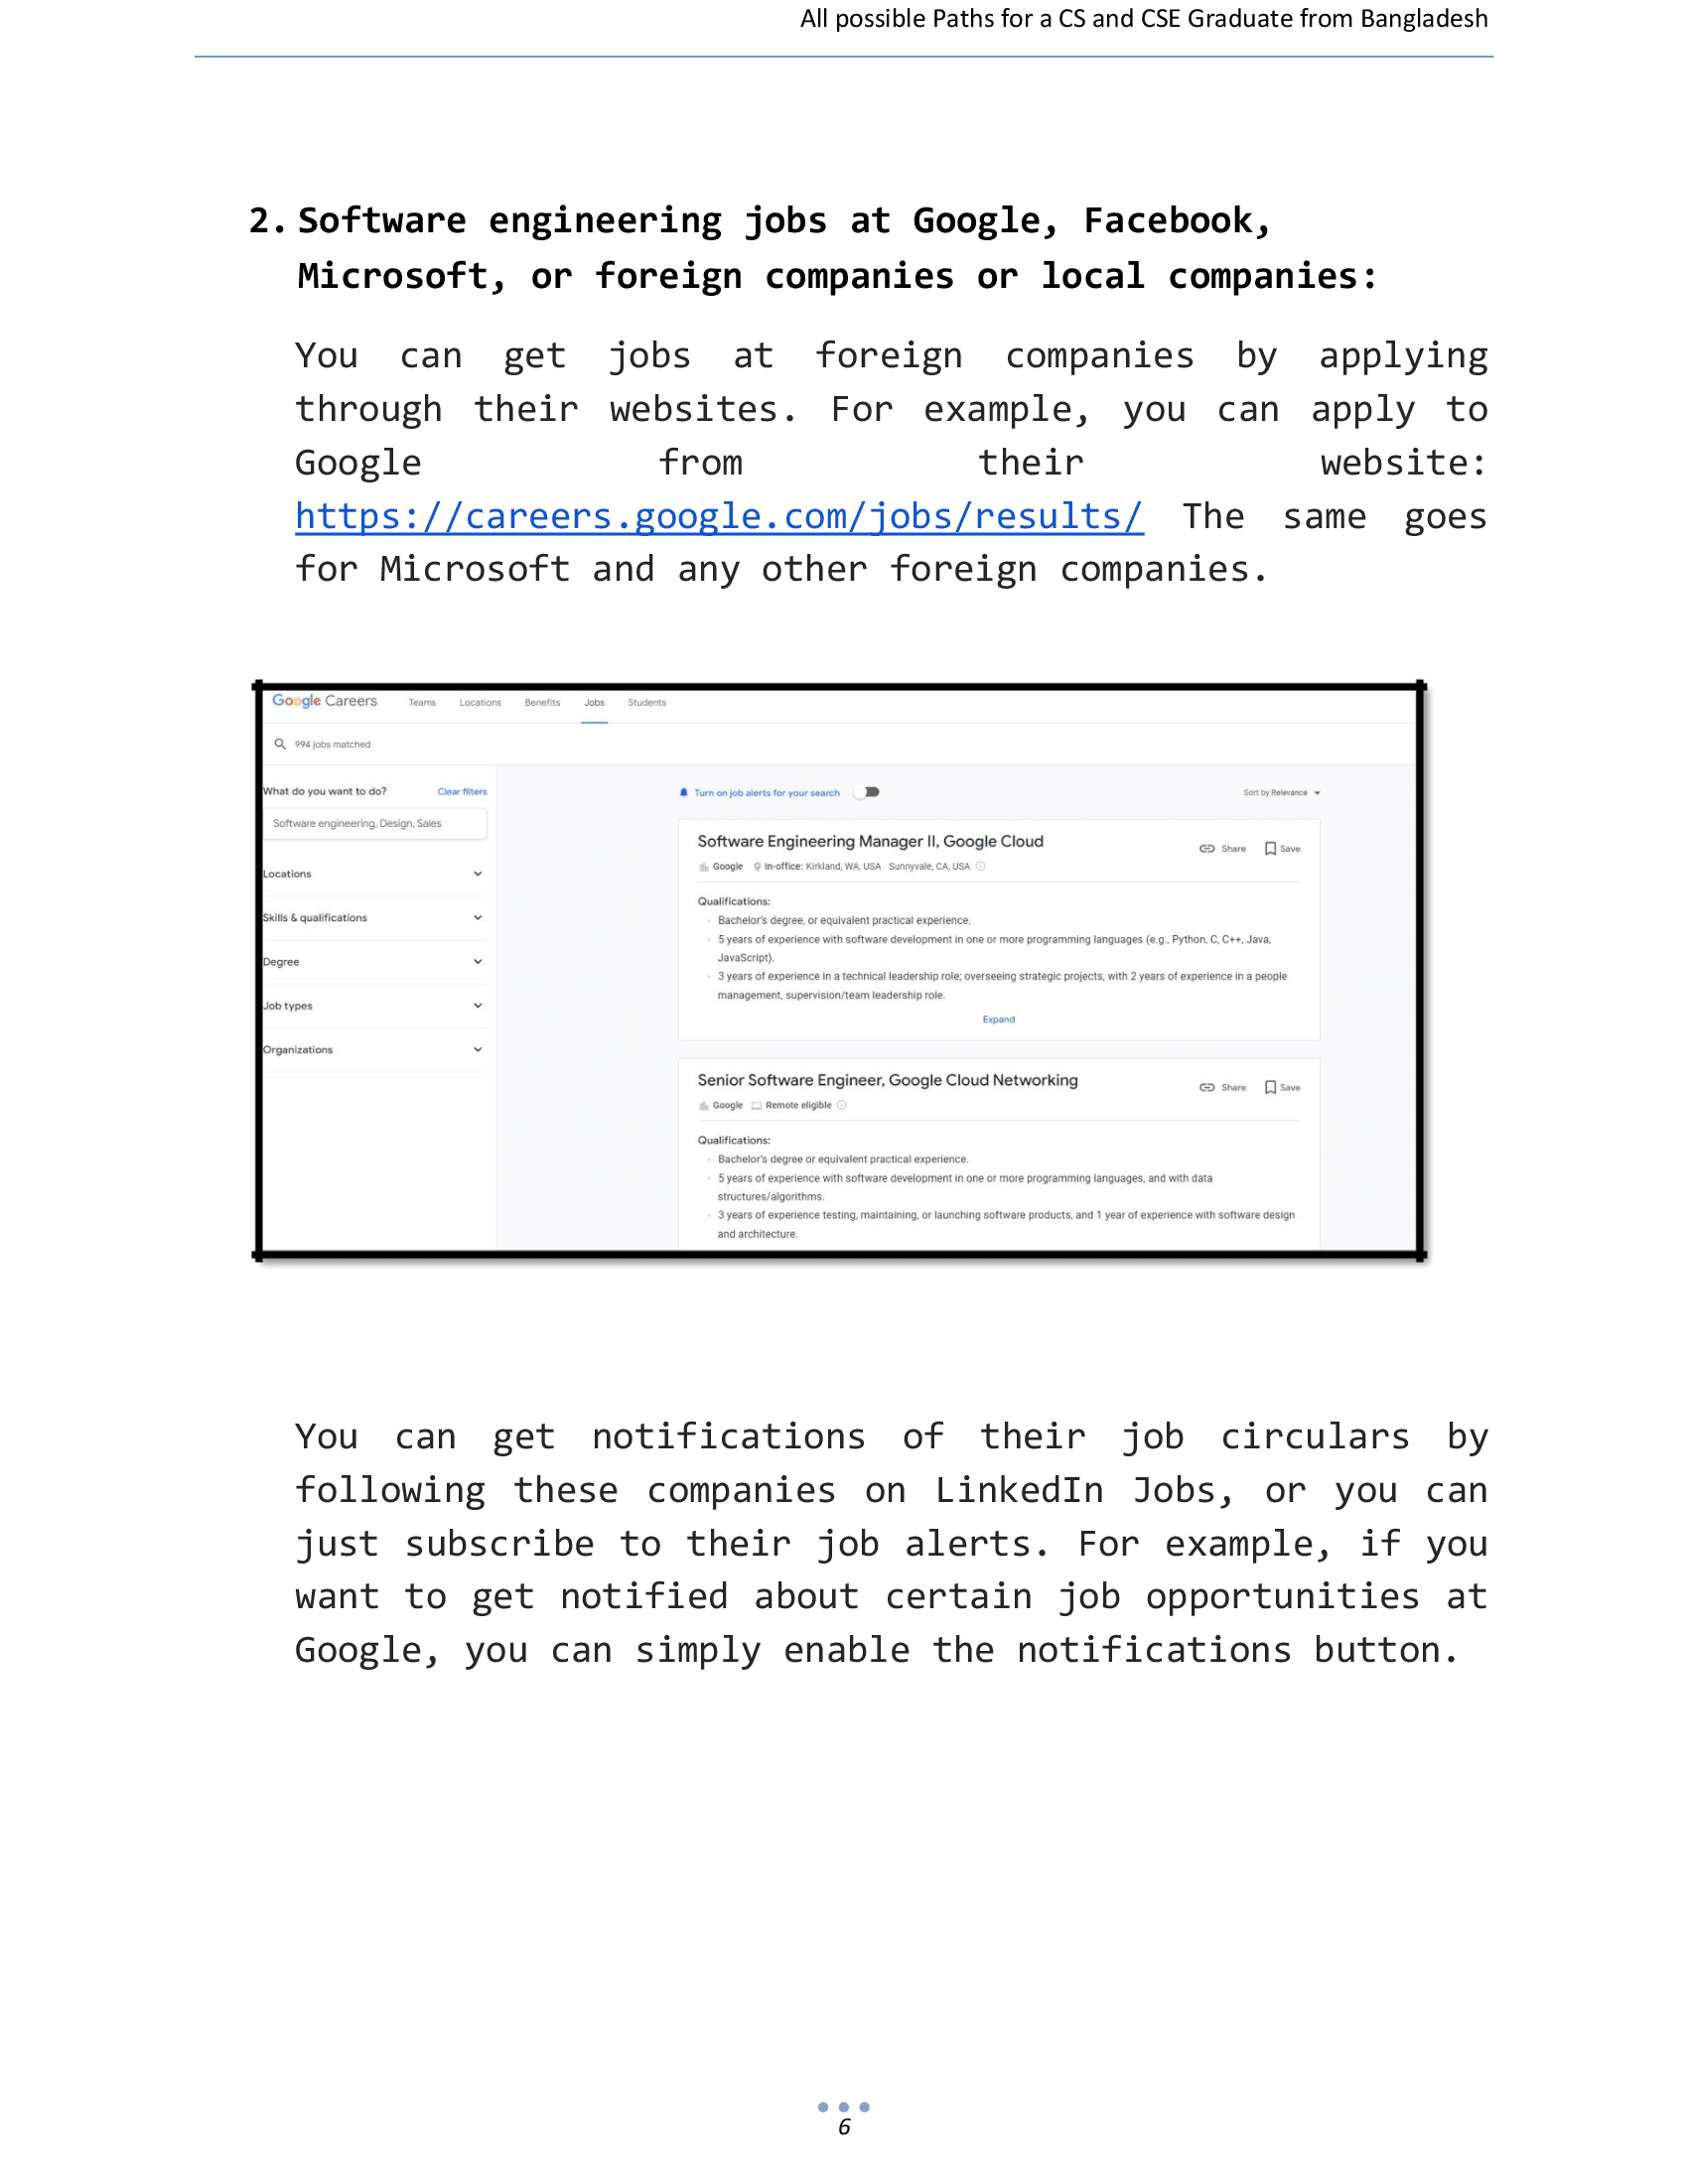 All possible Paths for a CS and CSE Graduate from Bangladesh
2. Software engineering jobs at Google, Facebook,
Microsoft, or foreign companies or local companies:
You can get jobs at foreign companies by applying
through their websites. For example, you can apply to
Google from their website:
https://careers.google.com/jobs/results/ The same goes
for Microsoft and any other foreign companies.
Google Careers Teams Locations Benefits Jobs Students
994 jobs matched
What do you want to do? Clear filters
Software engineering, Design, Sales
Locations
Skills & qualifications
Degree
Job types
Organizations
Turn on job alerts for your search Sort by Relevance
Software Engineering Manager II, Google Cloud Share Save
Google In-office: Kirkland, WA, USA Sunnyvale, CA, USA
Qualifications:
Bachelor's degree, or equivalent practical experience.
5 years of experience with software development in one or more programming languages (e.g., Python, C, C++, Java,
JavaScript).
3 years of experience in a technical leadership role; overseeing strategic projects, with 2 years of experience in a people
management, supervision/team leadership role.
Expand
Senior Software Engineer, Google Cloud Networking Share Save
Google Remote eligible
Qualifications:
Bachelor's degree or equivalent practical experience.
5 years of experience with software development in one or more programming languages, and with data
structures/algorithms.
3 years of experience testing, maintaining, or launching software products, and 1 year of experience with software design
and architecture.
You can get notifications of their job circulars by
following these companies on LinkedIn Jobs, or you can
just subscribe to their job alerts. For example, if you
want to get notified about certain job opportunities at
Google, you can simply enable the notifications button.
6